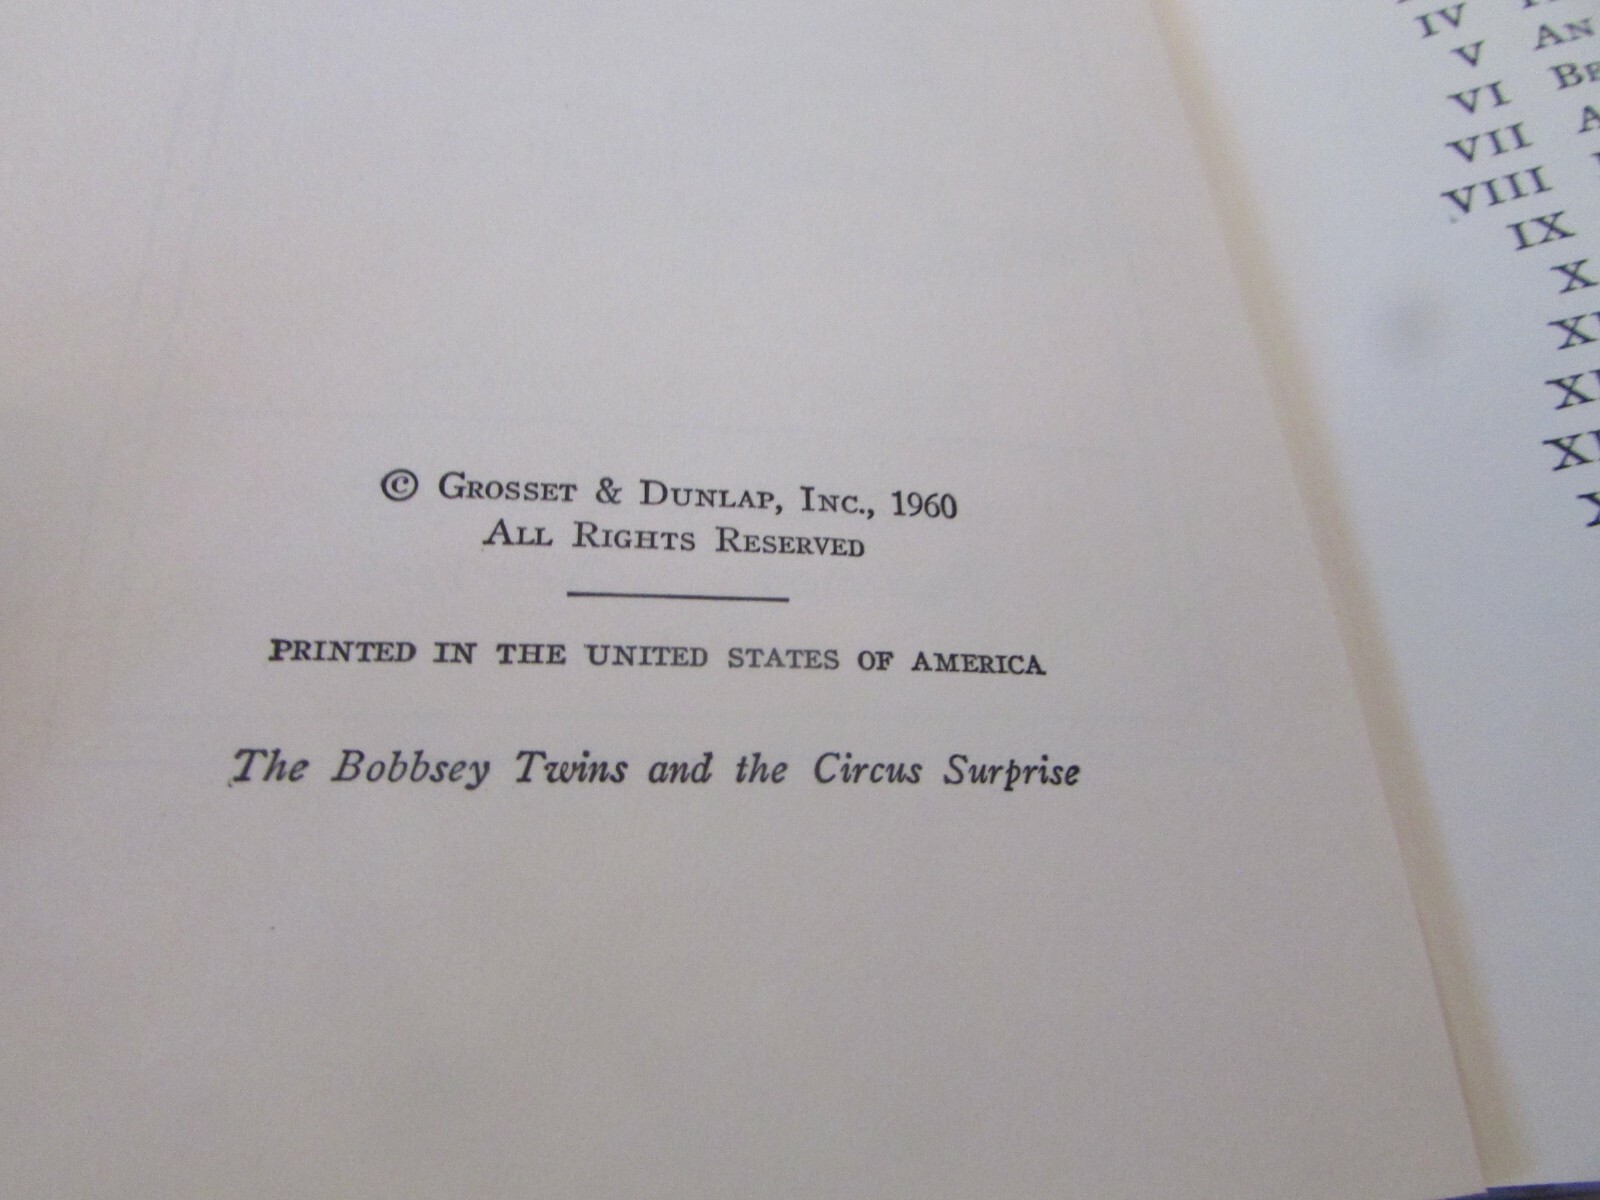 © GROSSET & DUNLAP, INC., 1960
ALL RIGHTS RESERVED
PRINTED IN THE UNITED STATES OF AMERICA
The Bobbsey Twins and the Circus Surprise
IV
V AN
VI
VII
VIII
IX
X